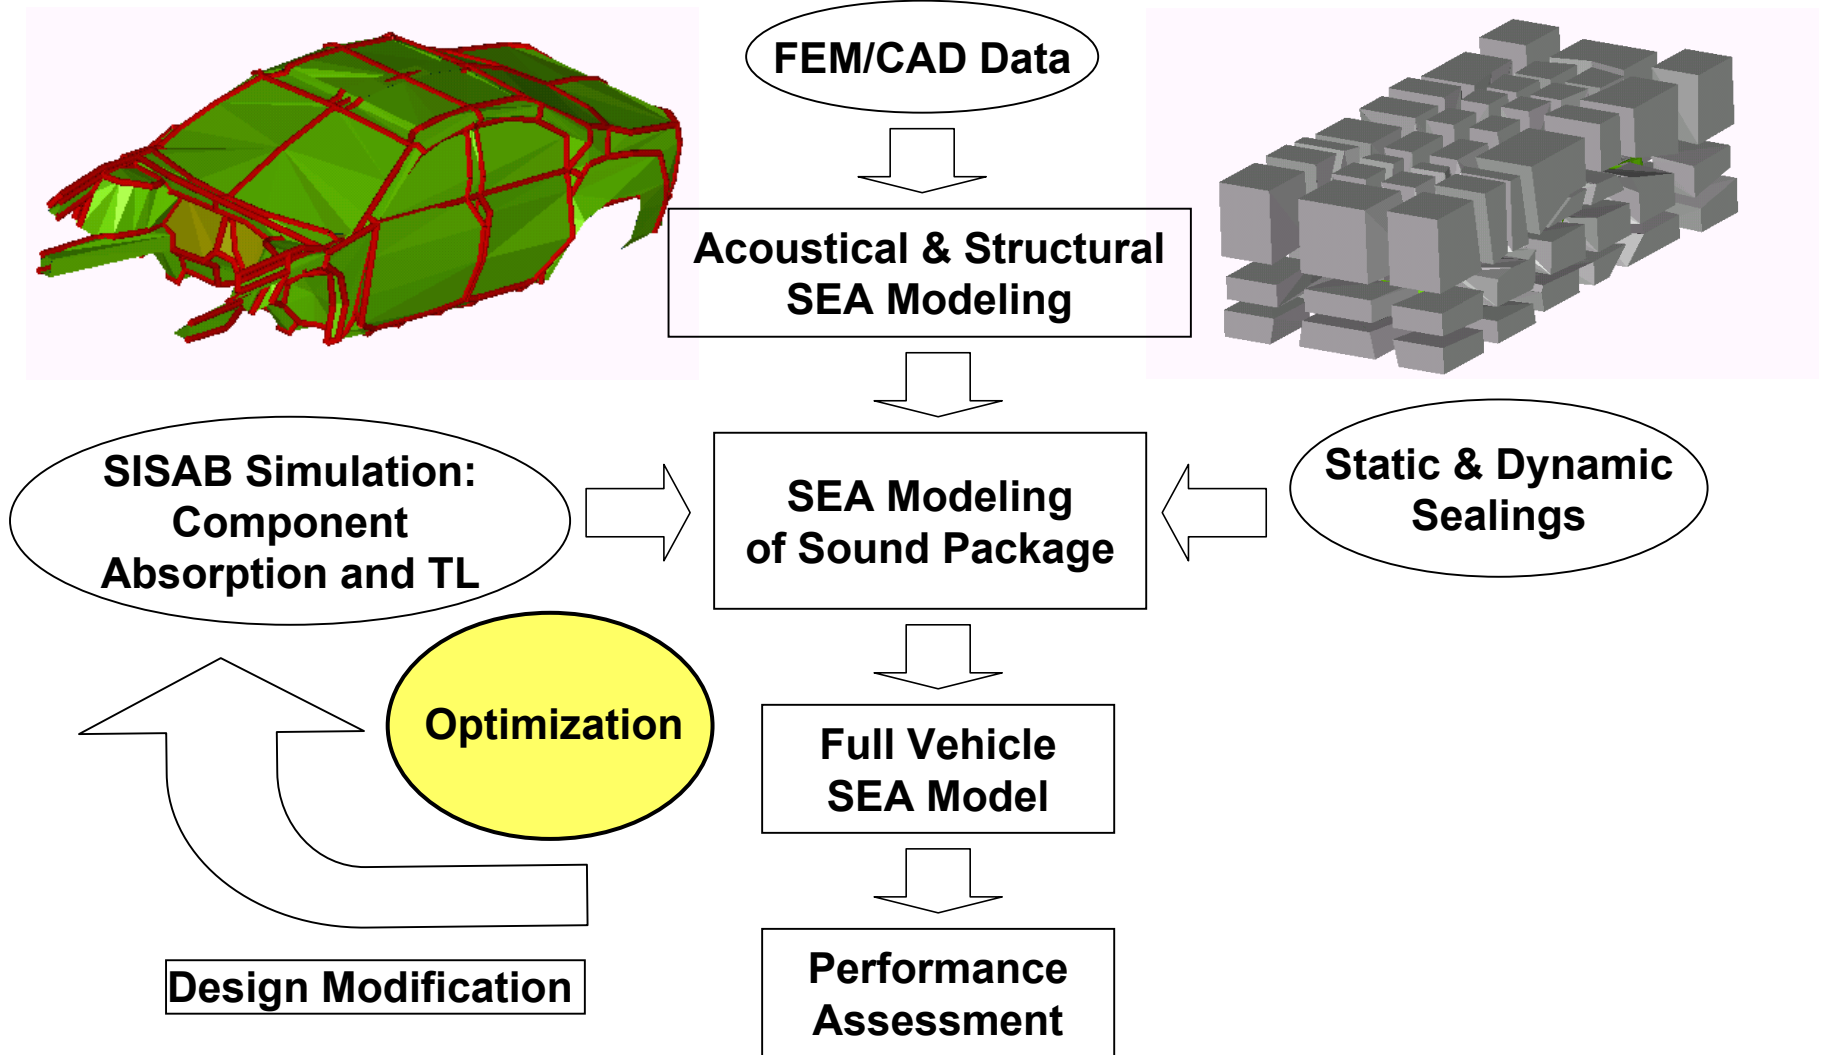 FEM/CAD Data
Acoustical & Structural
SEA Modeling
SISAB Simulation:
Component
Absorption and TL
SEA Modeling
of Sound Package
Static & Dynamic
Sealings
Optimization
Full Vehicle
SEA Model
Design Modification
Performance
Assessment